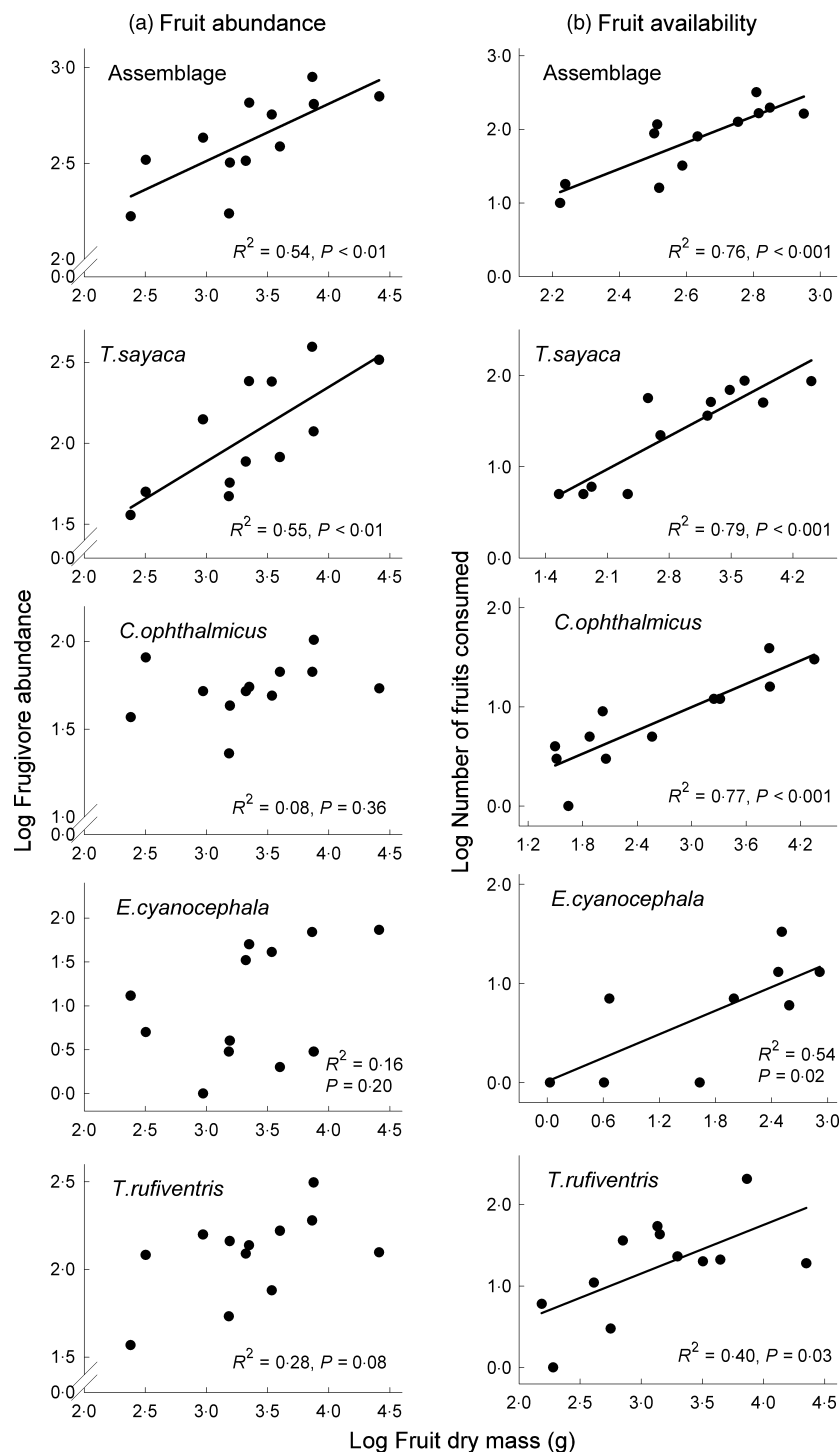 (a) Fruit abundance
(b) Fruit availability
Log Frugivore abundance
Log Number of fruits consumed
Log Fruit dry mass (g)
Assemblage
3·0
2·5
2·0
0·0
R² = 0·54, P < 0·01
2·0 2·5 3·0 3·5 4·0 4·5
Assemblage
3·0
2·0
1·0
0·0
R² = 0·76, P < 0·001
2·2 2·4 2·6 2·8 3·0
T.sayaca
2·5
2·0
1·5
0·0
R² = 0·55, P < 0·01
2·0 2·5 3·0 3·5 4·0 4·5
T.sayaca
2·0
1·0
0·0
R² = 0·79, P < 0·001
1·4 2·1 2·8 3·5 4·2
C.ophthalmicus
2·0
1·5
1·0
0·0
R² = 0·08, P = 0·36
2·0 2·5 3·0 3·5 4·0 4·5
C.ophthalmicus
2·0
1·0
0·0
R² = 0·77, P < 0·001
1·2 1·8 2·4 3·0 3·6 4·2
E.cyanocephala
2·0
1·5
1·0
0·5
0·0
R² = 0·16
P = 0·20
2·0 2·5 3·0 3·5 4·0 4·5
E.cyanocephala
2·0
1·0
0·0
R² = 0·54
P = 0·02
0·0 0·6 1·2 1·8 2·4 3·0
T.rufiventris
2·5
2·0
1·5
0·0
R² = 0·28, P = 0·08
2·0 2·5 3·0 3·5 4·0 4·5
T.rufiventris
2·0
1·0
0·0
R² = 0·40, P = 0·03
2·0 2·5 3·0 3·5 4·0 4·5